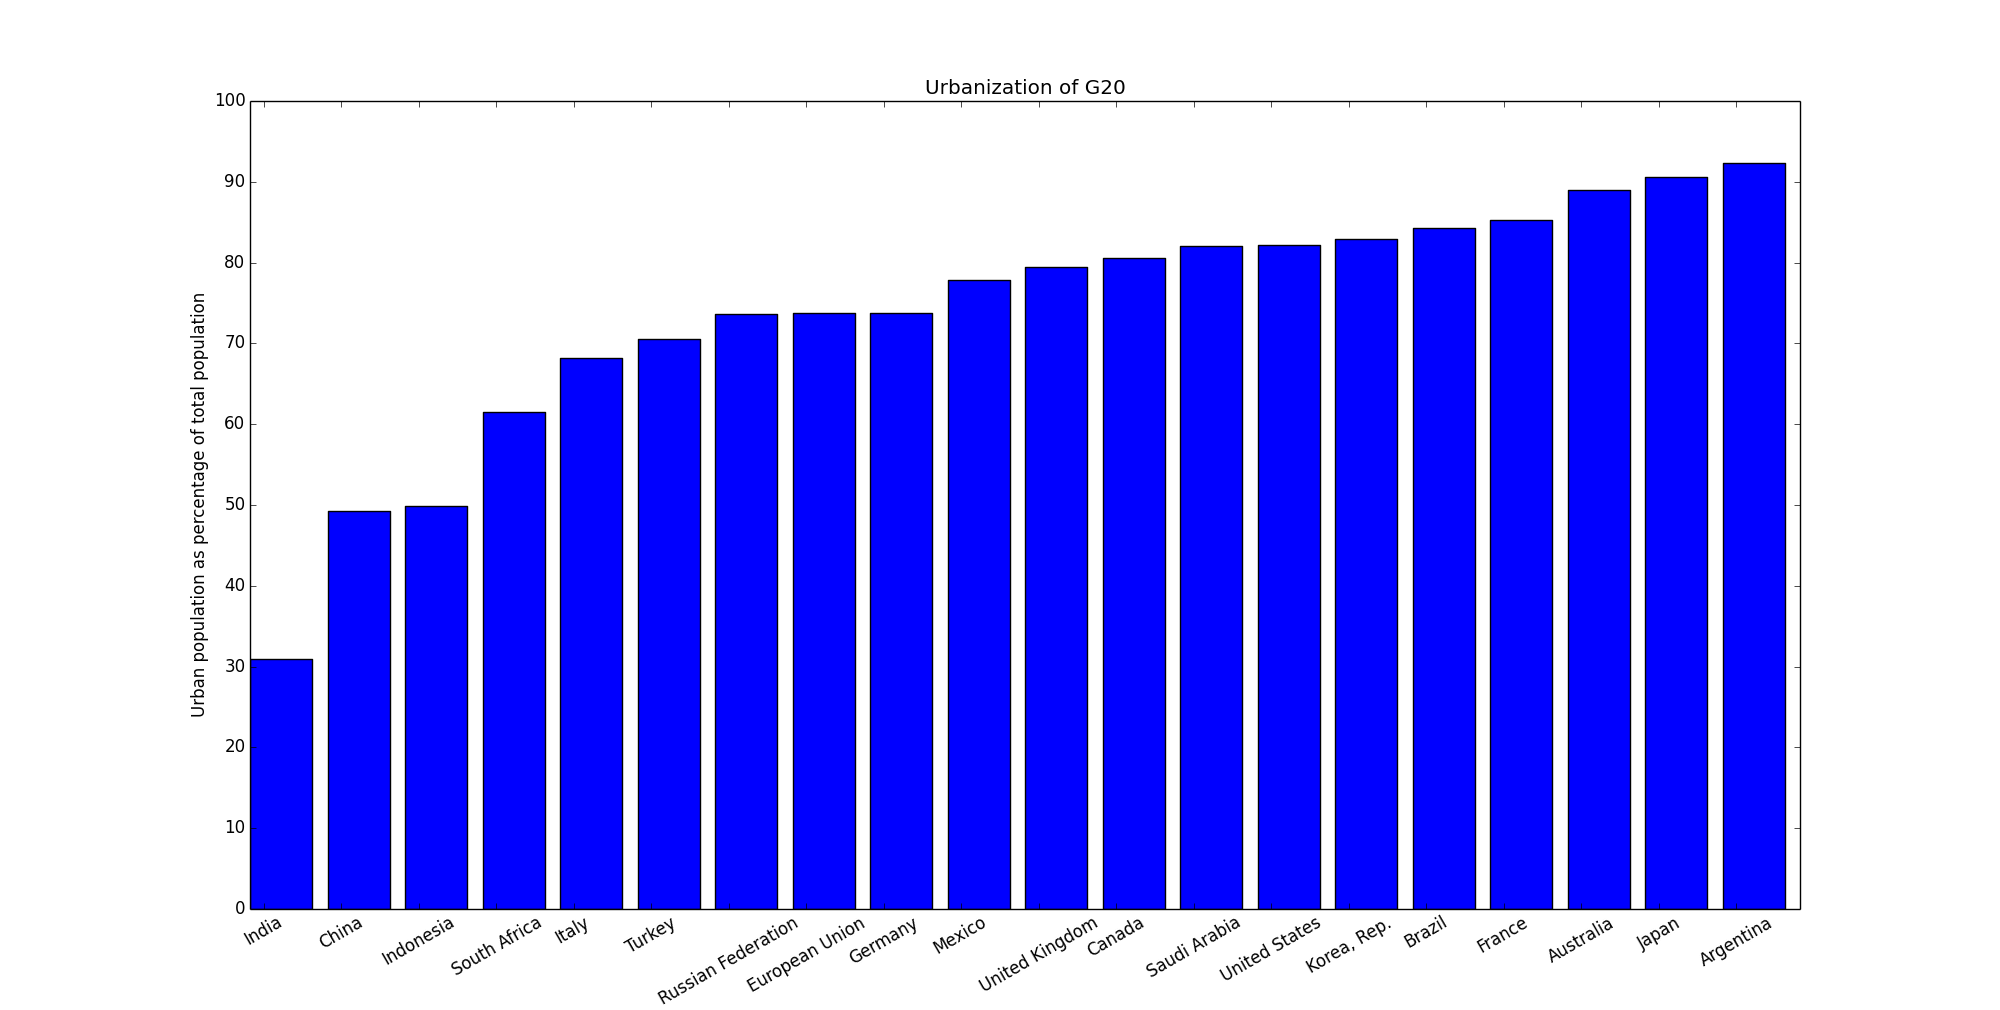 Urbanization of G20
100
90
80
70
60
50
40
30
20
10
0
Urban population as percentage of total population
India
China
Indonesia
South Africa
Italy
Turkey
Russian Federation
European Union
Germany
Mexico
United Kingdom
Canada
Saudi Arabia
United States
Korea, Rep.
Brazil
France
Australia
Japan
Argentina